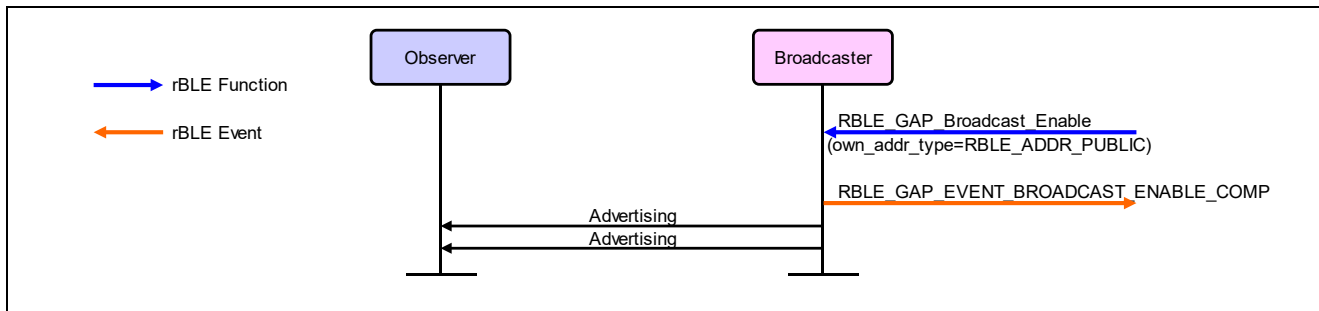 Observer
Broadcaster
rBLE Function
rBLE Event
RBLE_GAP_Broadcast_Enable
(own_addr_type=RBLE_ADDR_PUBLIC)
RBLE_GAP_EVENT_BROADCAST_ENABLE_COMP
Advertising
Advertising